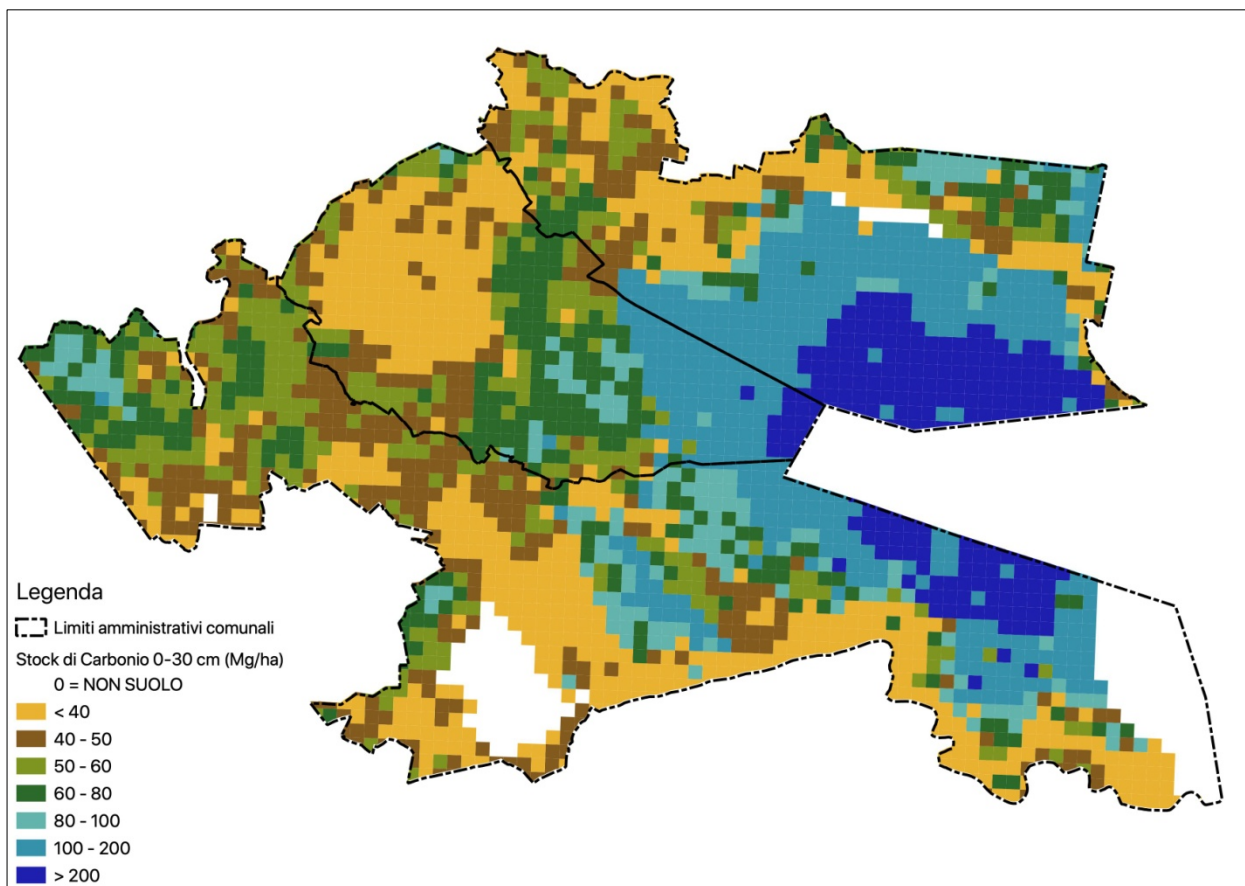 Legenda
Limiti amministrativi comunali
Stock di Carbonio 0-30 cm (Mg/ha)
0 = NON SUOLO
< 40
40 - 50
50 - 60
60 - 80
80 - 100
100 - 200
> 200